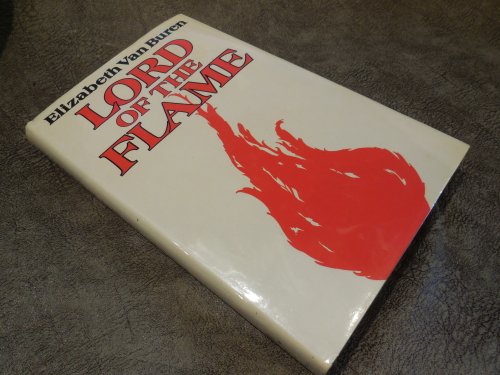 Elizabeth Van Buren
LORD
OF THE
FLAME